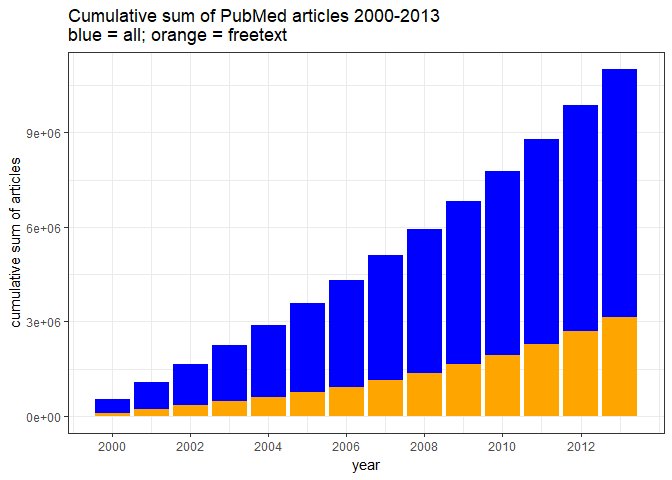 Cumulative sum of PubMed articles 2000-2013
blue = all; orange = freetext
cumulative sum of articles
9e+06
6e+06
3e+06
0e+00
2000 2002 2004 2006 2008 2010 2012
year